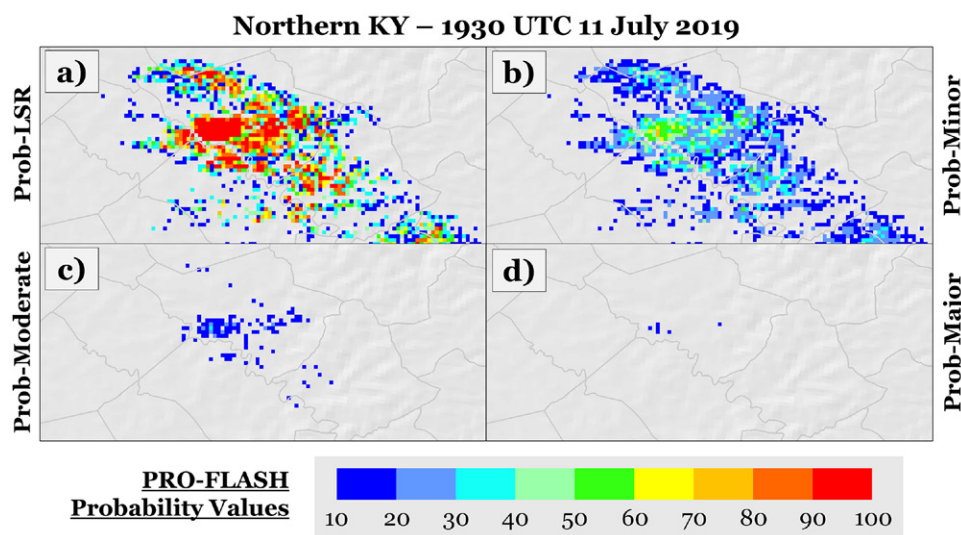 Northern KY – 1930 UTC 11 July 2019
Prob-LSR
a)
b)
Prob-Minor
Prob-Moderate
c)
d)
Prob-Major
PRO-FLASH
Probability Values
10 20 30 40 50 60 70 80 90 100